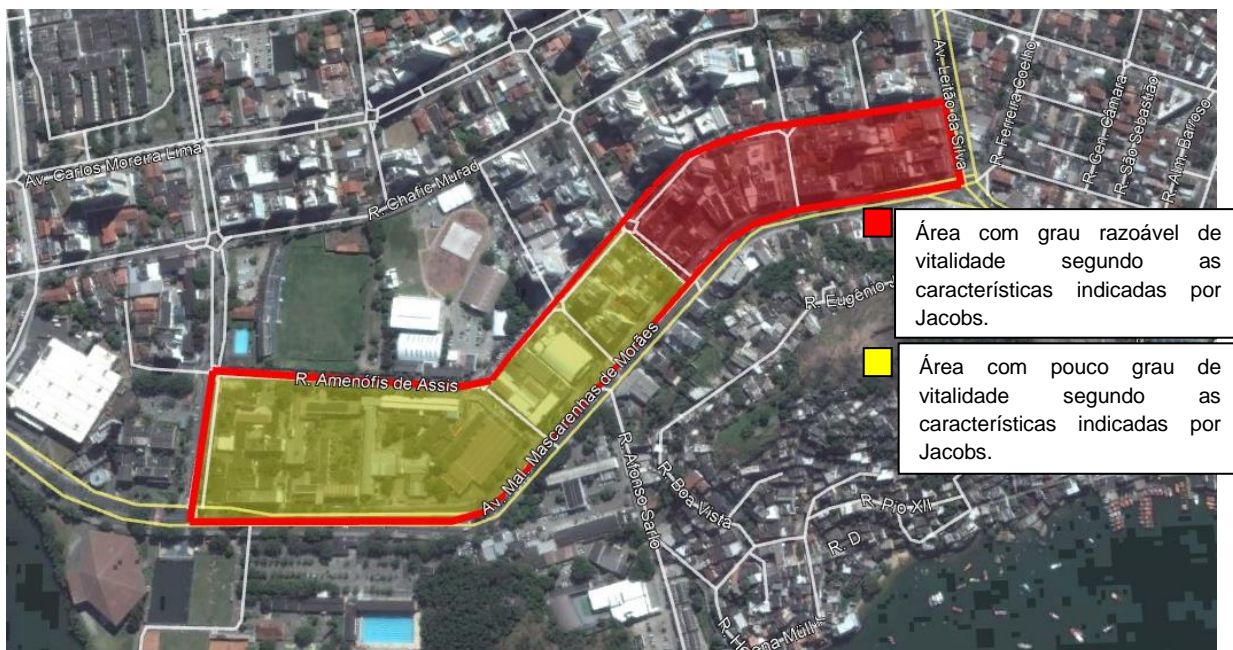 Av. Leitão da Silva
R. Ferreira Coelho
R. Gen. Câmara
R. São Sebastião
R. Alm. Barroso
Av. Carlos Moreira Lima
R. Chafic Murad
Área com grau razoável de
vitalidade segundo as
características indicadas por
Jacobs.
R. Eugênio
Área com pouco grau de
vitalidade segundo as
características indicadas por
Jacobs.
R. Amenófis de Assis
Av. Mal. Mascarenhas de Morães
R. Afonso Sarlo
R. Boa Vista
R. Pio XII
R. D